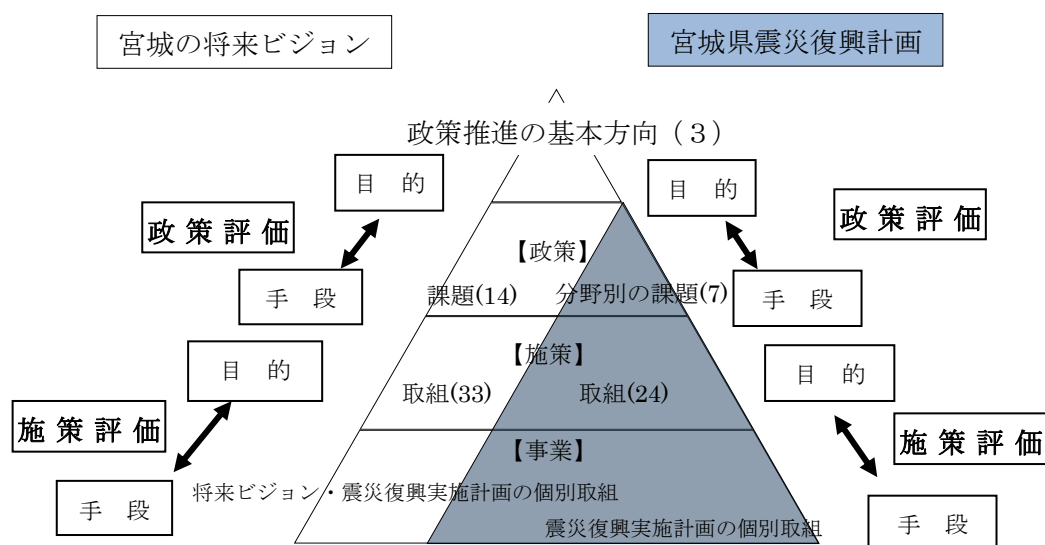 宮城の将来ビジョン
宮城県震災復興計画
政策推進の基本方向（３）
目　的
目　的
政 策 評 価
政 策 評 価
【政策】
手　段
課題(14)
分野別の課題(7)
手　段
目　的
【施策】
目　的
取組(33)
取組(24)
施 策 評 価
施 策 評 価
【事業】
将来ビジョン・震災復興実施計画の個別取組
手　段
手　段
震災復興実施計画の個別取組